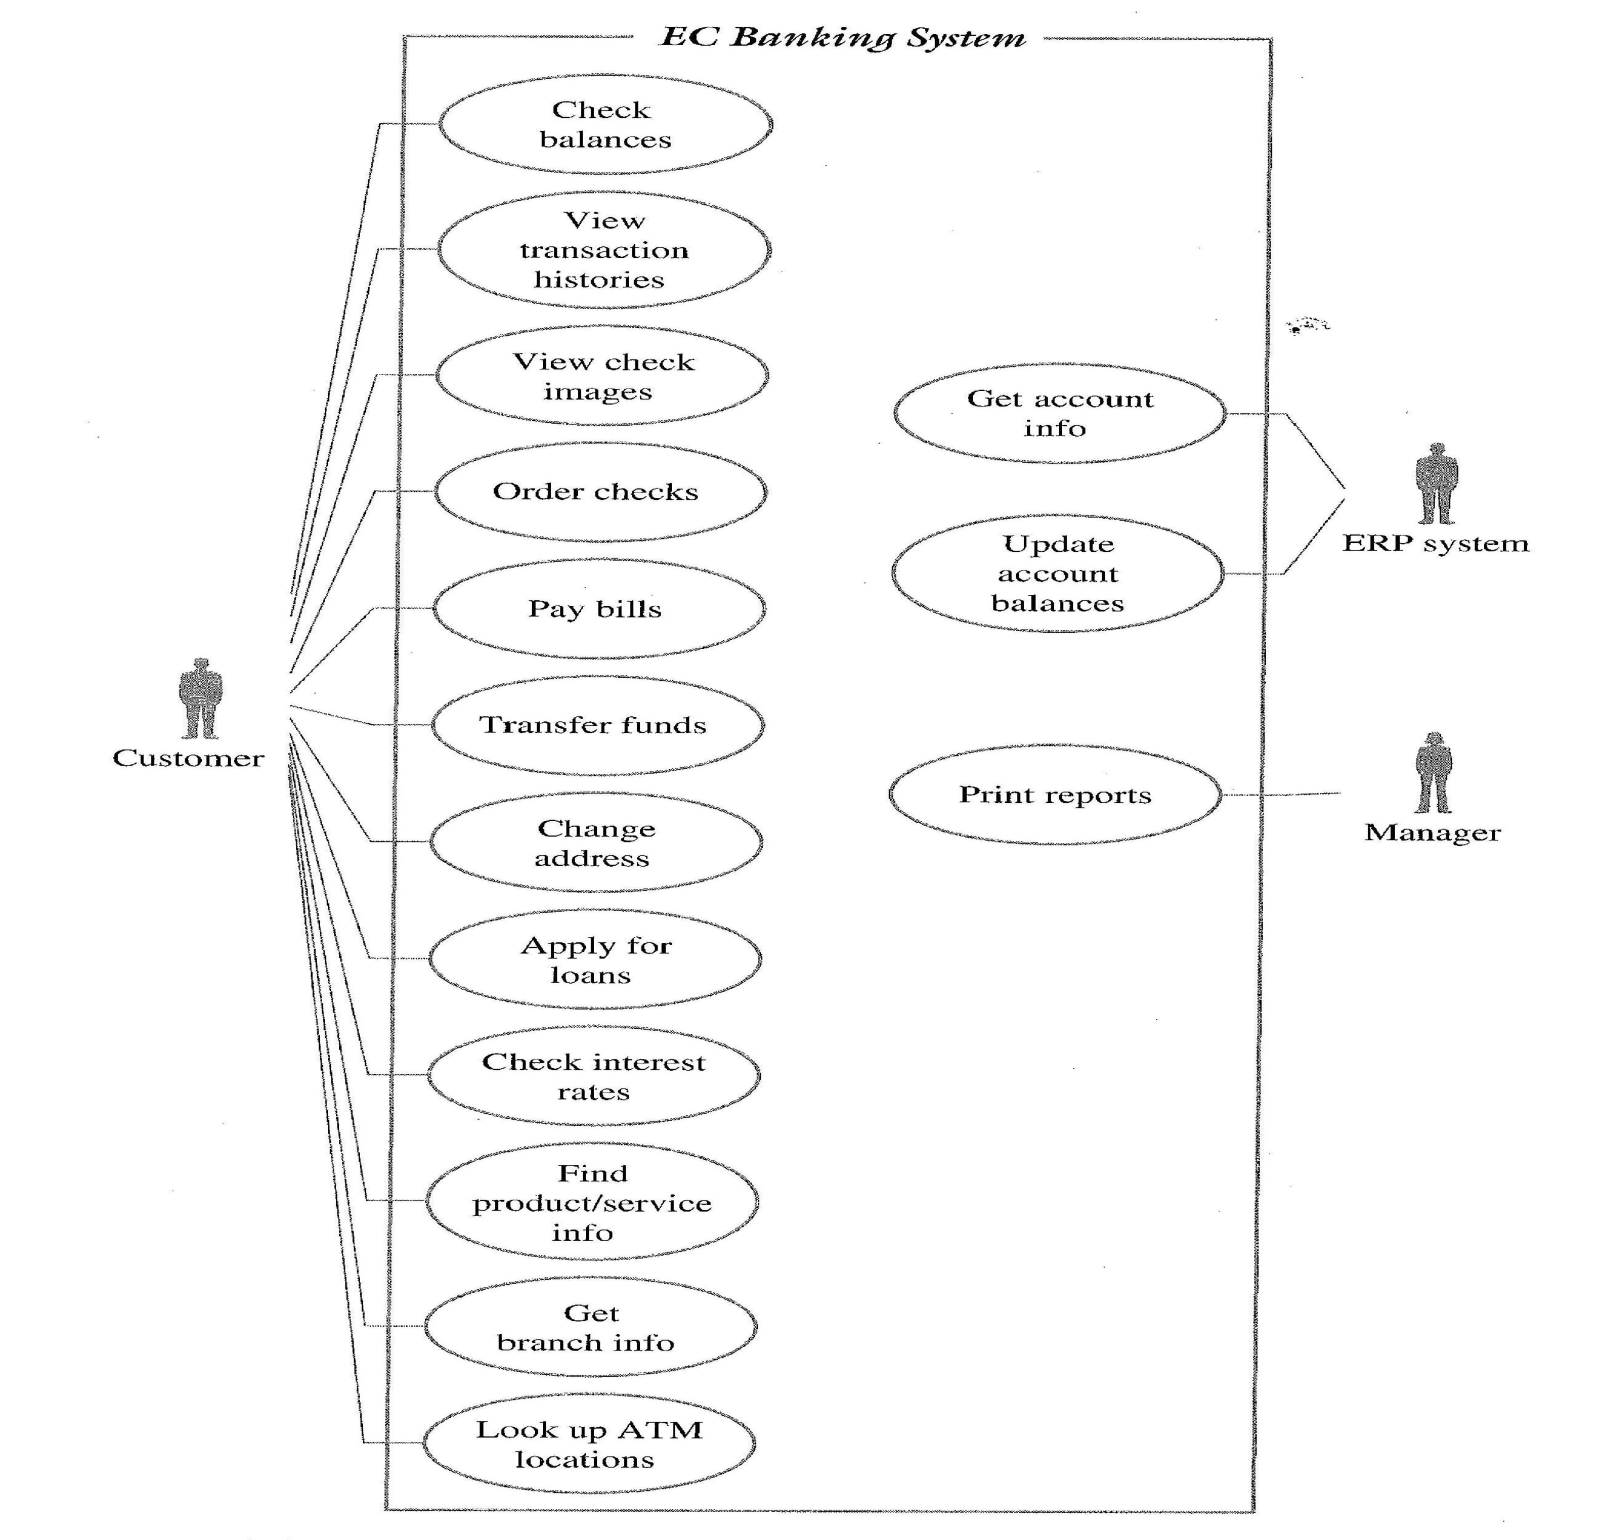 EC Banking System
Check
balances
View
transaction
histories
View check
images
Order checks
Pay bills
Transfer funds
Change
address
Apply for
loans
Check interest
rates
Find
product/service
info
Get
branch info
Look up ATM
locations
Customer
Get account
info
Update
account
balances
Print reports
ERP system
Manager